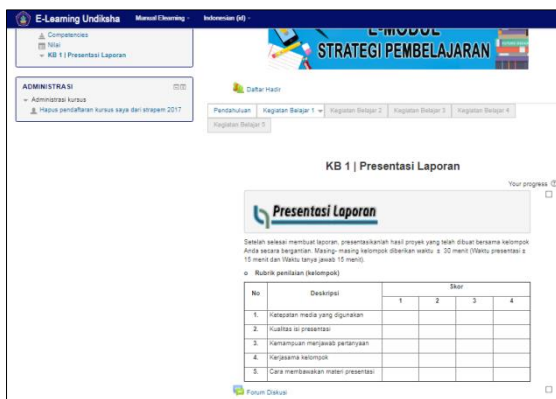 E-Learning Undiksha
Manual Elearning
Indonesian (id)
Competencies
Nilai
KB 1 | Presentasi Laporan
ADMINISTRASI
Administrasi kursus
Hapus pendaftaran kursus saya dari strapem 2017
E-MODUL
STRATEGI PEMBELAJARAN
Daftar Hadir
Pendahuluan
Kegiatan Belajar 1
Kegiatan Belajar 2
Kegiatan Belajar 3
Kegiatan Belajar 4
Kegiatan Belajar 5
KB 1 | Presentasi Laporan
Your progress
Presentasi Laporan
Setelah selesai membuat laporan, presentasikanlah hasil proyek yang telah dibuat bersama kelompok
Anda secara bergantian. Masing- masing kelompok diberikan waktu ± 30 menit (Waktu presentasi ±
15 menit dan Waktu tanya jawab 15 menit).
o Rubrik penilaian (kelompok)
No Deskripsi Skor
1 2 3 4
1. Ketepatan media yang digunakan
2. Kualitas isi presentasi
3. Kemampuan menjawab pertanyaan
4. Kerjasama kelompok
5. Cara membawakan materi presentasi
Forum Diskusi